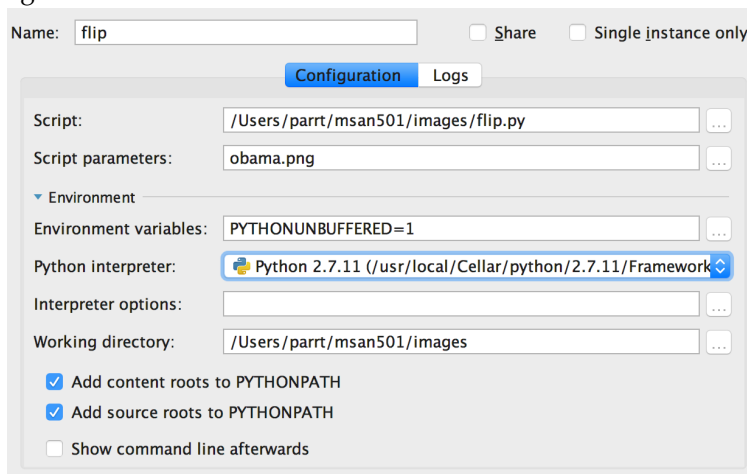 Name: flip Share Single instance only
Configuration Logs
Script: /Users/parrt/msan501/images/flip.py ...
Script parameters: obama.png ...
Environment
Environment variables: PYTHONUNBUFFERED=1 ...
Python interpreter: Python 2.7.11 (/usr/local/Cellar/python/2.7.11/Framework
Interpreter options: ...
Working directory: /Users/parrt/msan501/images ...
Add content roots to PYTHONPATH
Add source roots to PYTHONPATH
Show command line afterwards